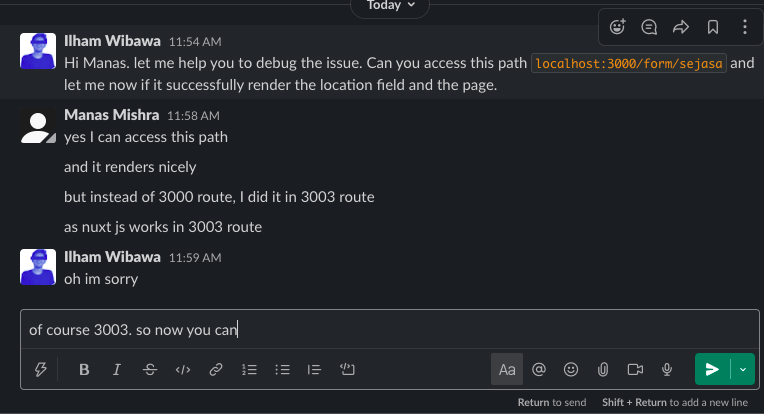 Today
Ilham Wibawa 11:54 AM
Hi Manas. let me help you to debug the issue. Can you access this path localhost:3000/form/sejasa and
let me now if it successfully render the location field and the page.
Manas Mishra 11:58 AM
yes I can access this path
and it renders nicely
but instead of 3000 route, I did it in 3003 route
as nuxt js works in 3003 route
Ilham Wibawa 11:59 AM
oh im sorry
of course 3003. so now you can
B I S </> Aa @
Return to send Shift + Return to add a new line